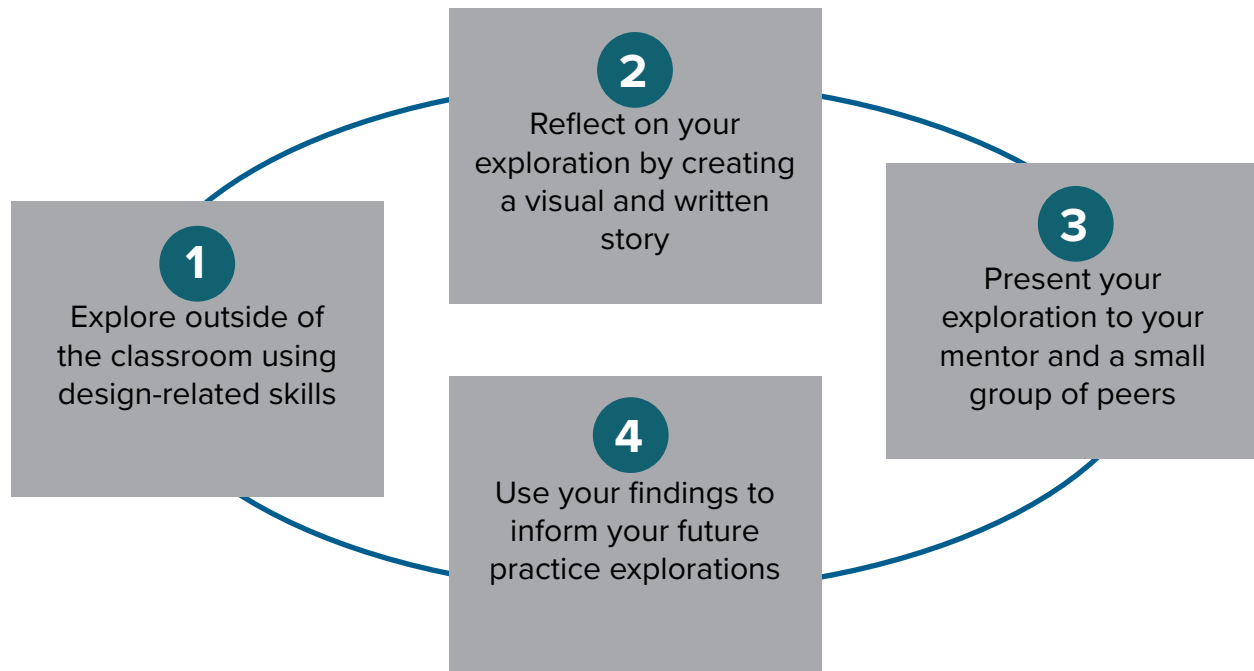 1
Explore outside of
the classroom using
design-related skills
2
Reflect on your
exploration by creating
a visual and written
story
3
Present your
exploration to your
mentor and a small
group of peers
4
Use your findings to
inform your future
practice explorations